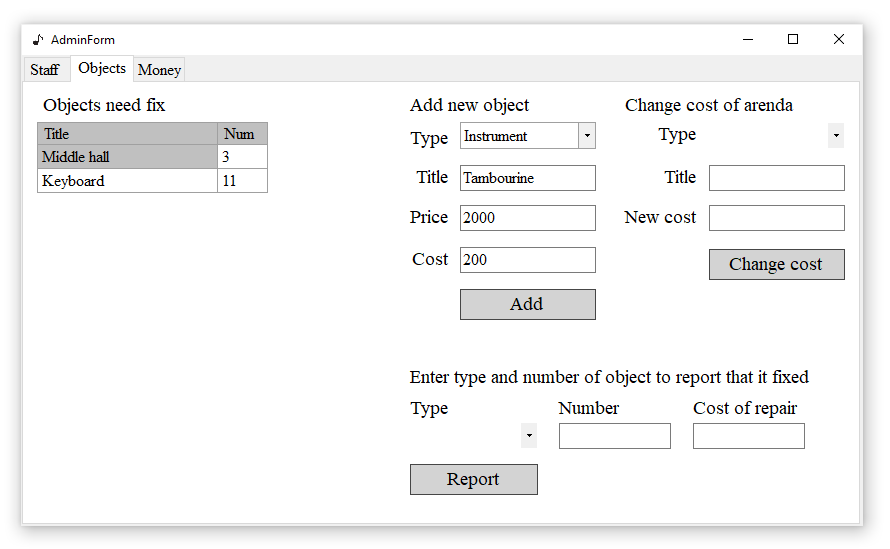 AdminForm
Staff Objects Money
Objects need fix
Title Num
Middle hall 3
Keyboard 11
Add new object
Type Instrument
Title Tambourine
Price 2000
Cost 200
Add
Change cost of arenda
Type
Title
New cost
Change cost
Enter type and number of object to report that it fixed
Type Number Cost of repair
Report